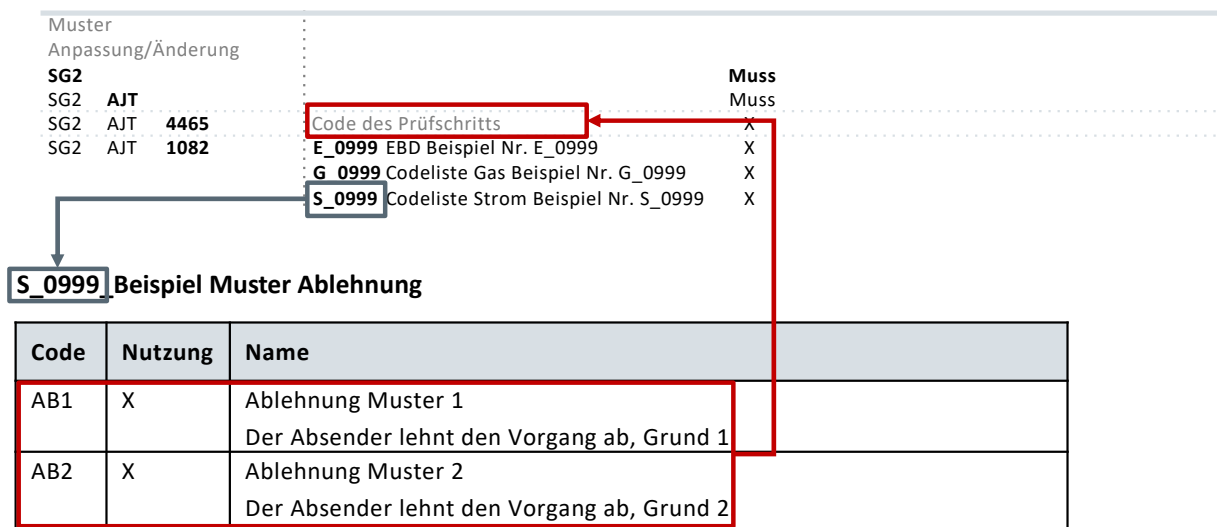 Muster
Anpassung/Änderung
SG2 Muss
SG2 AJT Muss
SG2 AJT 4465 Code des Prüfschritts X
SG2 AJT 1082 E_0999 EBD Beispiel Nr. E_0999 X
G_0999 Codeliste Gas Beispiel Nr. G_0999 X
S_0999 Codeliste Strom Beispiel Nr. S_0999 X
S_0999_Beispiel Muster Ablehnung
Code Nutzung Name
AB1 X Ablehnung Muster 1
Der Absender lehnt den Vorgang ab, Grund 1
AB2 X Ablehnung Muster 2
Der Absender lehnt den Vorgang ab, Grund 2